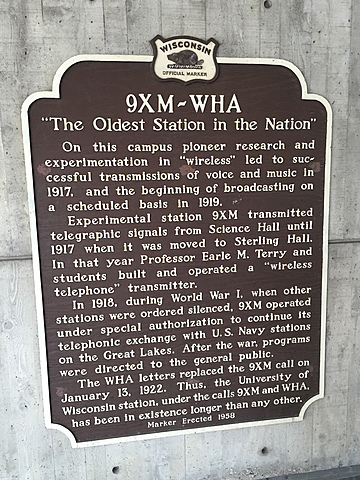 WISCONSIN
OFFICIAL MARKER
9XM-WHA
"The Oldest Station in the Nation"
On this campus pioneer research and
experimentation in "wireless" led to suc-
cessful transmissions of voice and music in
1917, and the beginning of broadcasting on
a scheduled basis in 1919.
Experimental station 9XM transmitted
telegraphic signals from Science Hall until
1917 when it was moved to Sterling Hall.
In that year Professor Earle M. Terry and
students built and operated a "wireless
telephone" transmitter.
In 1918, during World War I, when other
stations were ordered silenced, 9XM operated
under special authorization to continue its
telephonic exchange with U.S. Navy stations
on the Great Lakes. After the war, programs
were directed to the general public.
The WHA letters replaced the 9XM call on
January 13, 1922. Thus, the University of
Wisconsin station, under the calls 9XM and WHA,
has been in existence longer than any other.
Marker Erected 1958